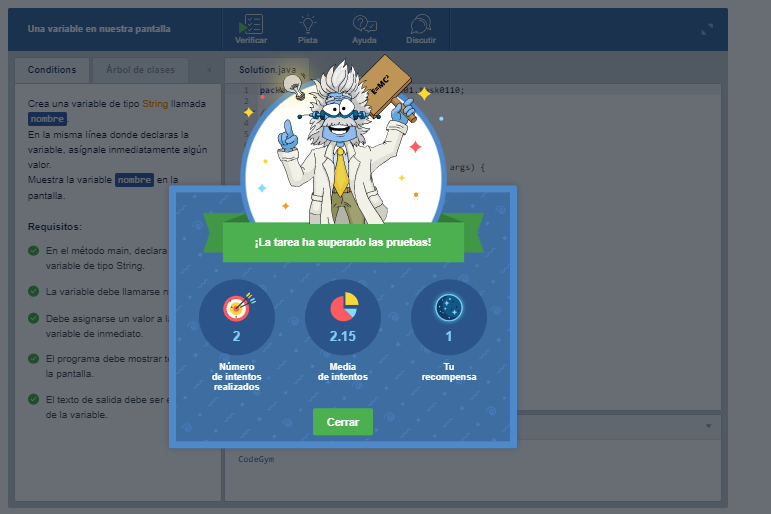 Una variable en nuestra pantalla
Verificar
Pista
Ayuda
Discutir
Conditions
Árbol de clases
Solution.java
Crea una variable de tipo String llamada
nombre
En la misma línea donde declaras la
variable, asígnale inmediatamente algún
valor.
Muestra la variable nombre en la
pantalla.
Requisitos:
En el método main, declara
variable de tipo String.
La variable debe llamarse
Debe asignarse un valor a
variable de inmediato.
El programa debe mostrar
la pantalla.
El texto de salida debe ser
de la variable.
1
2
args) {
E=MC²
¡La tarea ha superado las pruebas!
2
Número
de intentos
realizados
2.15
Media
de intentos
1
Tu
recompensa
Cerrar
CodeGym